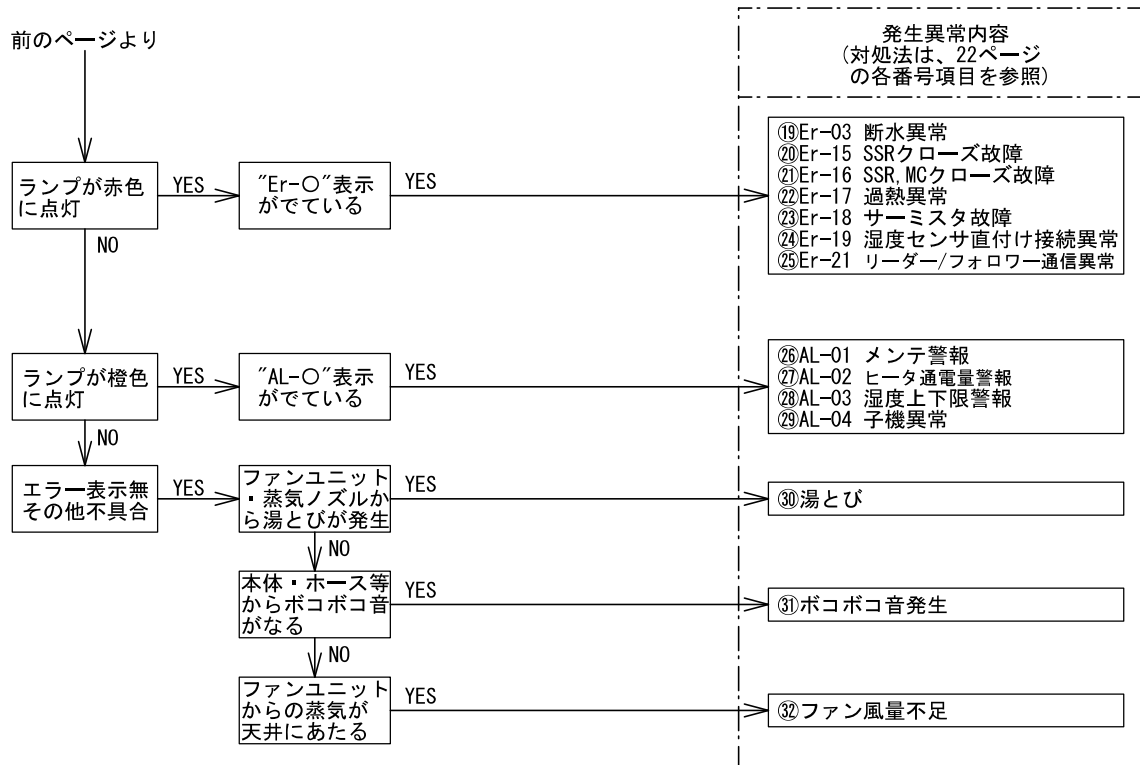 前のページより
発生異常内容
(対処法は、22ページ
の各番号項目を参照)
ランプが赤色
に点灯
YES
"Er-〇"表示
がでている
YES
⑲Er-03 断水異常
⑳Er-15 SSRクローズ故障
㉑Er-16 SSR,MCクローズ故障
㉒Er-17 過熱異常
㉓Er-18 サーミスタ故障
㉔Er-19 湿度センサ直付け接続異常
㉕Er-21 リーダー/フォロワー通信異常
NO
ランプが橙色
に点灯
YES
"AL-〇"表示
がでている
YES
㉖AL-01 メンテ警報
㉗AL-02 ヒータ通電量警報
㉘AL-03 湿度上下限警報
㉙AL-04 子機異常
NO
エラー表示無
その他不具合
YES
ファンユニット
・蒸気ノズルか
ら湯とびが発生
YES
㉚湯とび
NO
本体・ホース等
からボコボコ音
がなる
YES
㉛ボコボコ音発生
NO
ファンユニット
からの蒸気が
天井にあたる
YES
㉜ファン風量不足